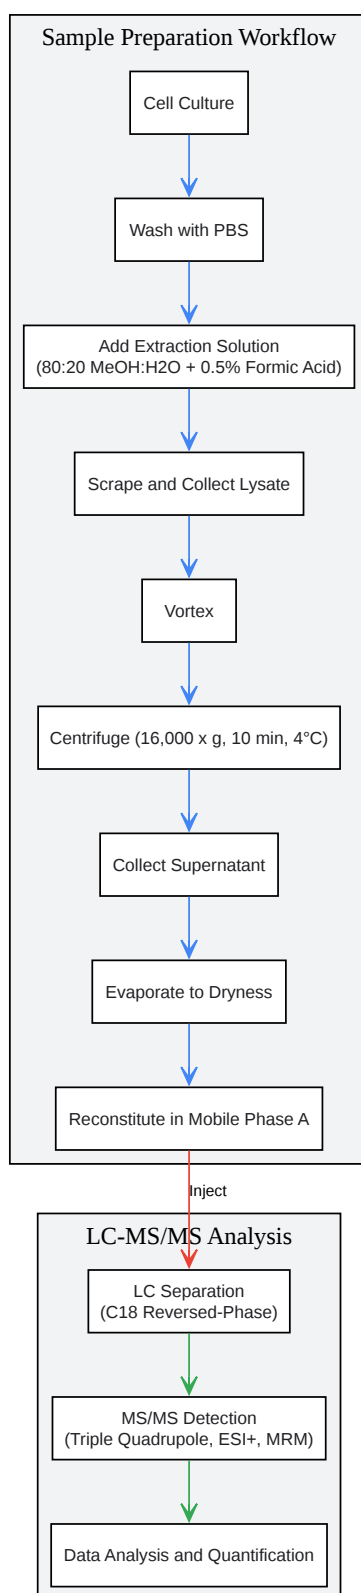 Sample Preparation Workflow
Cell Culture
Wash with PBS
Add Extraction Solution
(80:20 MeOH:H2O + 0.5% Formic Acid)
Scrape and Collect Lysate
Vortex
Centrifuge (16,000 x g, 10 min, 4°C)
Collect Supernatant
Evaporate to Dryness
Reconstitute in Mobile Phase A
Inject
LC-MS/MS Analysis
LC Separation
(C18 Reversed-Phase)
MS/MS Detection
(Triple Quadrupole, ESI+, MRM)
Data Analysis and Quantification